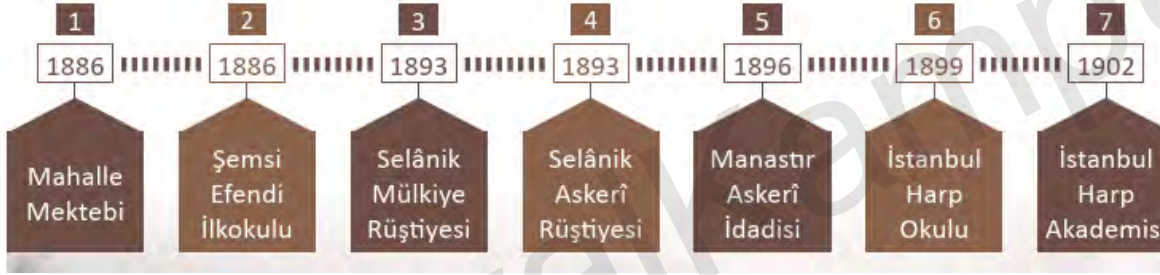 1 2 3 4 5 6 7
1886 1886 1893 1893 1896 1899 1902
Mahalle
Mektebi
Şemsi
Efendi
İlkokulu
Selânik
Mülkiye
Rüştiyesi
Selânik
Askerî
Rüştiyesi
Manastır
Askerî
İdadisi
İstanbul
Harp
Okulu
İstanbul
Harp
Akademis